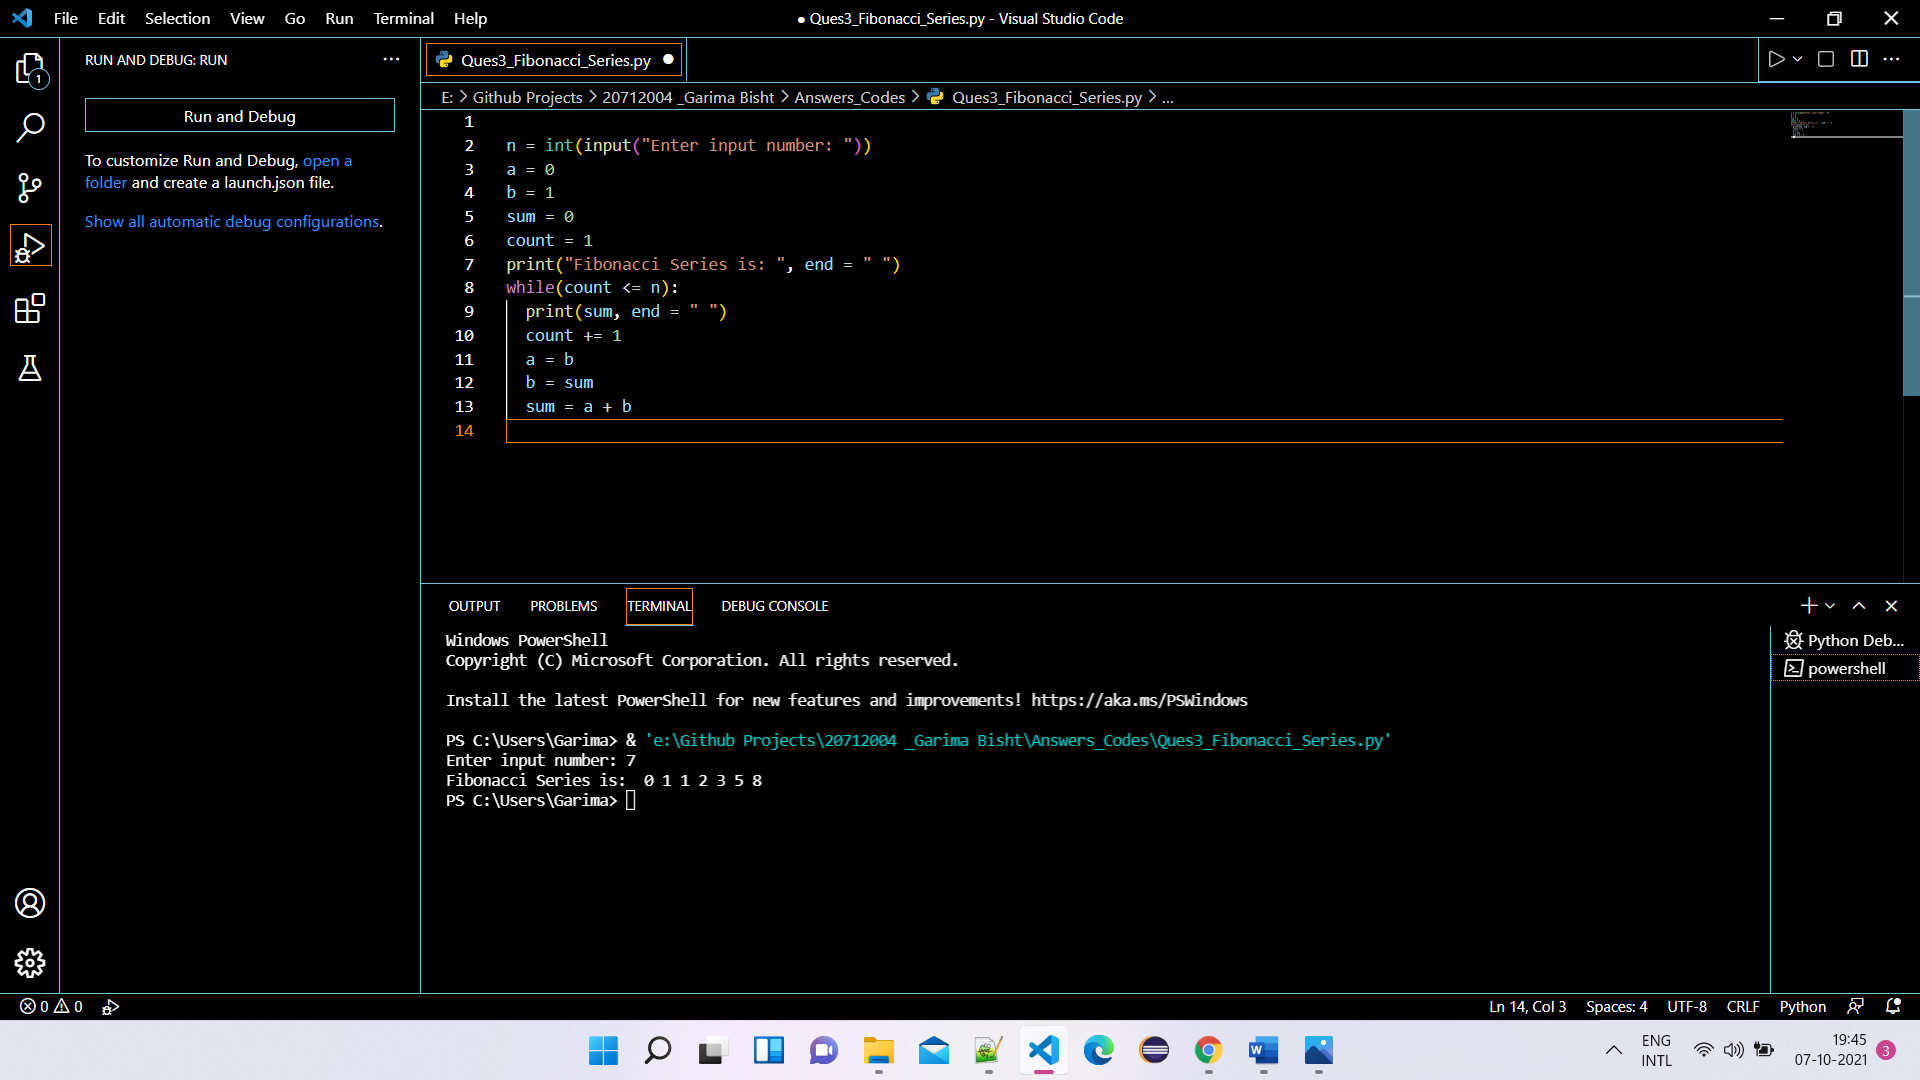 File Edit Selection View Go Run Terminal Help
● Ques3_Fibonacci_Series.py - Visual Studio Code
RUN AND DEBUG: RUN
Run and Debug
To customize Run and Debug, open a
folder and create a launch.json file.
Show all automatic debug configurations.
1
Ques3_Fibonacci_Series.py
E: > Github Projects > 20712004 _Garima Bisht > Answers_Codes > Ques3_Fibonacci_Series.py > ...
1
2 n = int(input("Enter input number: "))
3 a = 0
4 b = 1
5 sum = 0
6 count = 1
7 print("Fibonacci Series is: ", end = " ")
8 while(count <= n):
9 print(sum, end = " ")
10 count += 1
11 a = b
12 b = sum
13 sum = a + b
14
OUTPUT PROBLEMS TERMINAL DEBUG CONSOLE
Windows PowerShell
Copyright (C) Microsoft Corporation. All rights reserved.
Install the latest PowerShell for new features and improvements! https://aka.ms/PSWindows
PS C:\Users\Garima> & 'e:\Github Projects\20712004 _Garima Bisht\Answers_Codes\Ques3_Fibonacci_Series.py'
Enter input number: 7
Fibonacci Series is:  0 1 1 2 3 5 8
PS C:\Users\Garima>
Python Deb...
powershell
0 0
Ln 14, Col 3 Spaces: 4 UTF-8 CRLF Python
ENG
INTL
19:45
07-10-2021
3